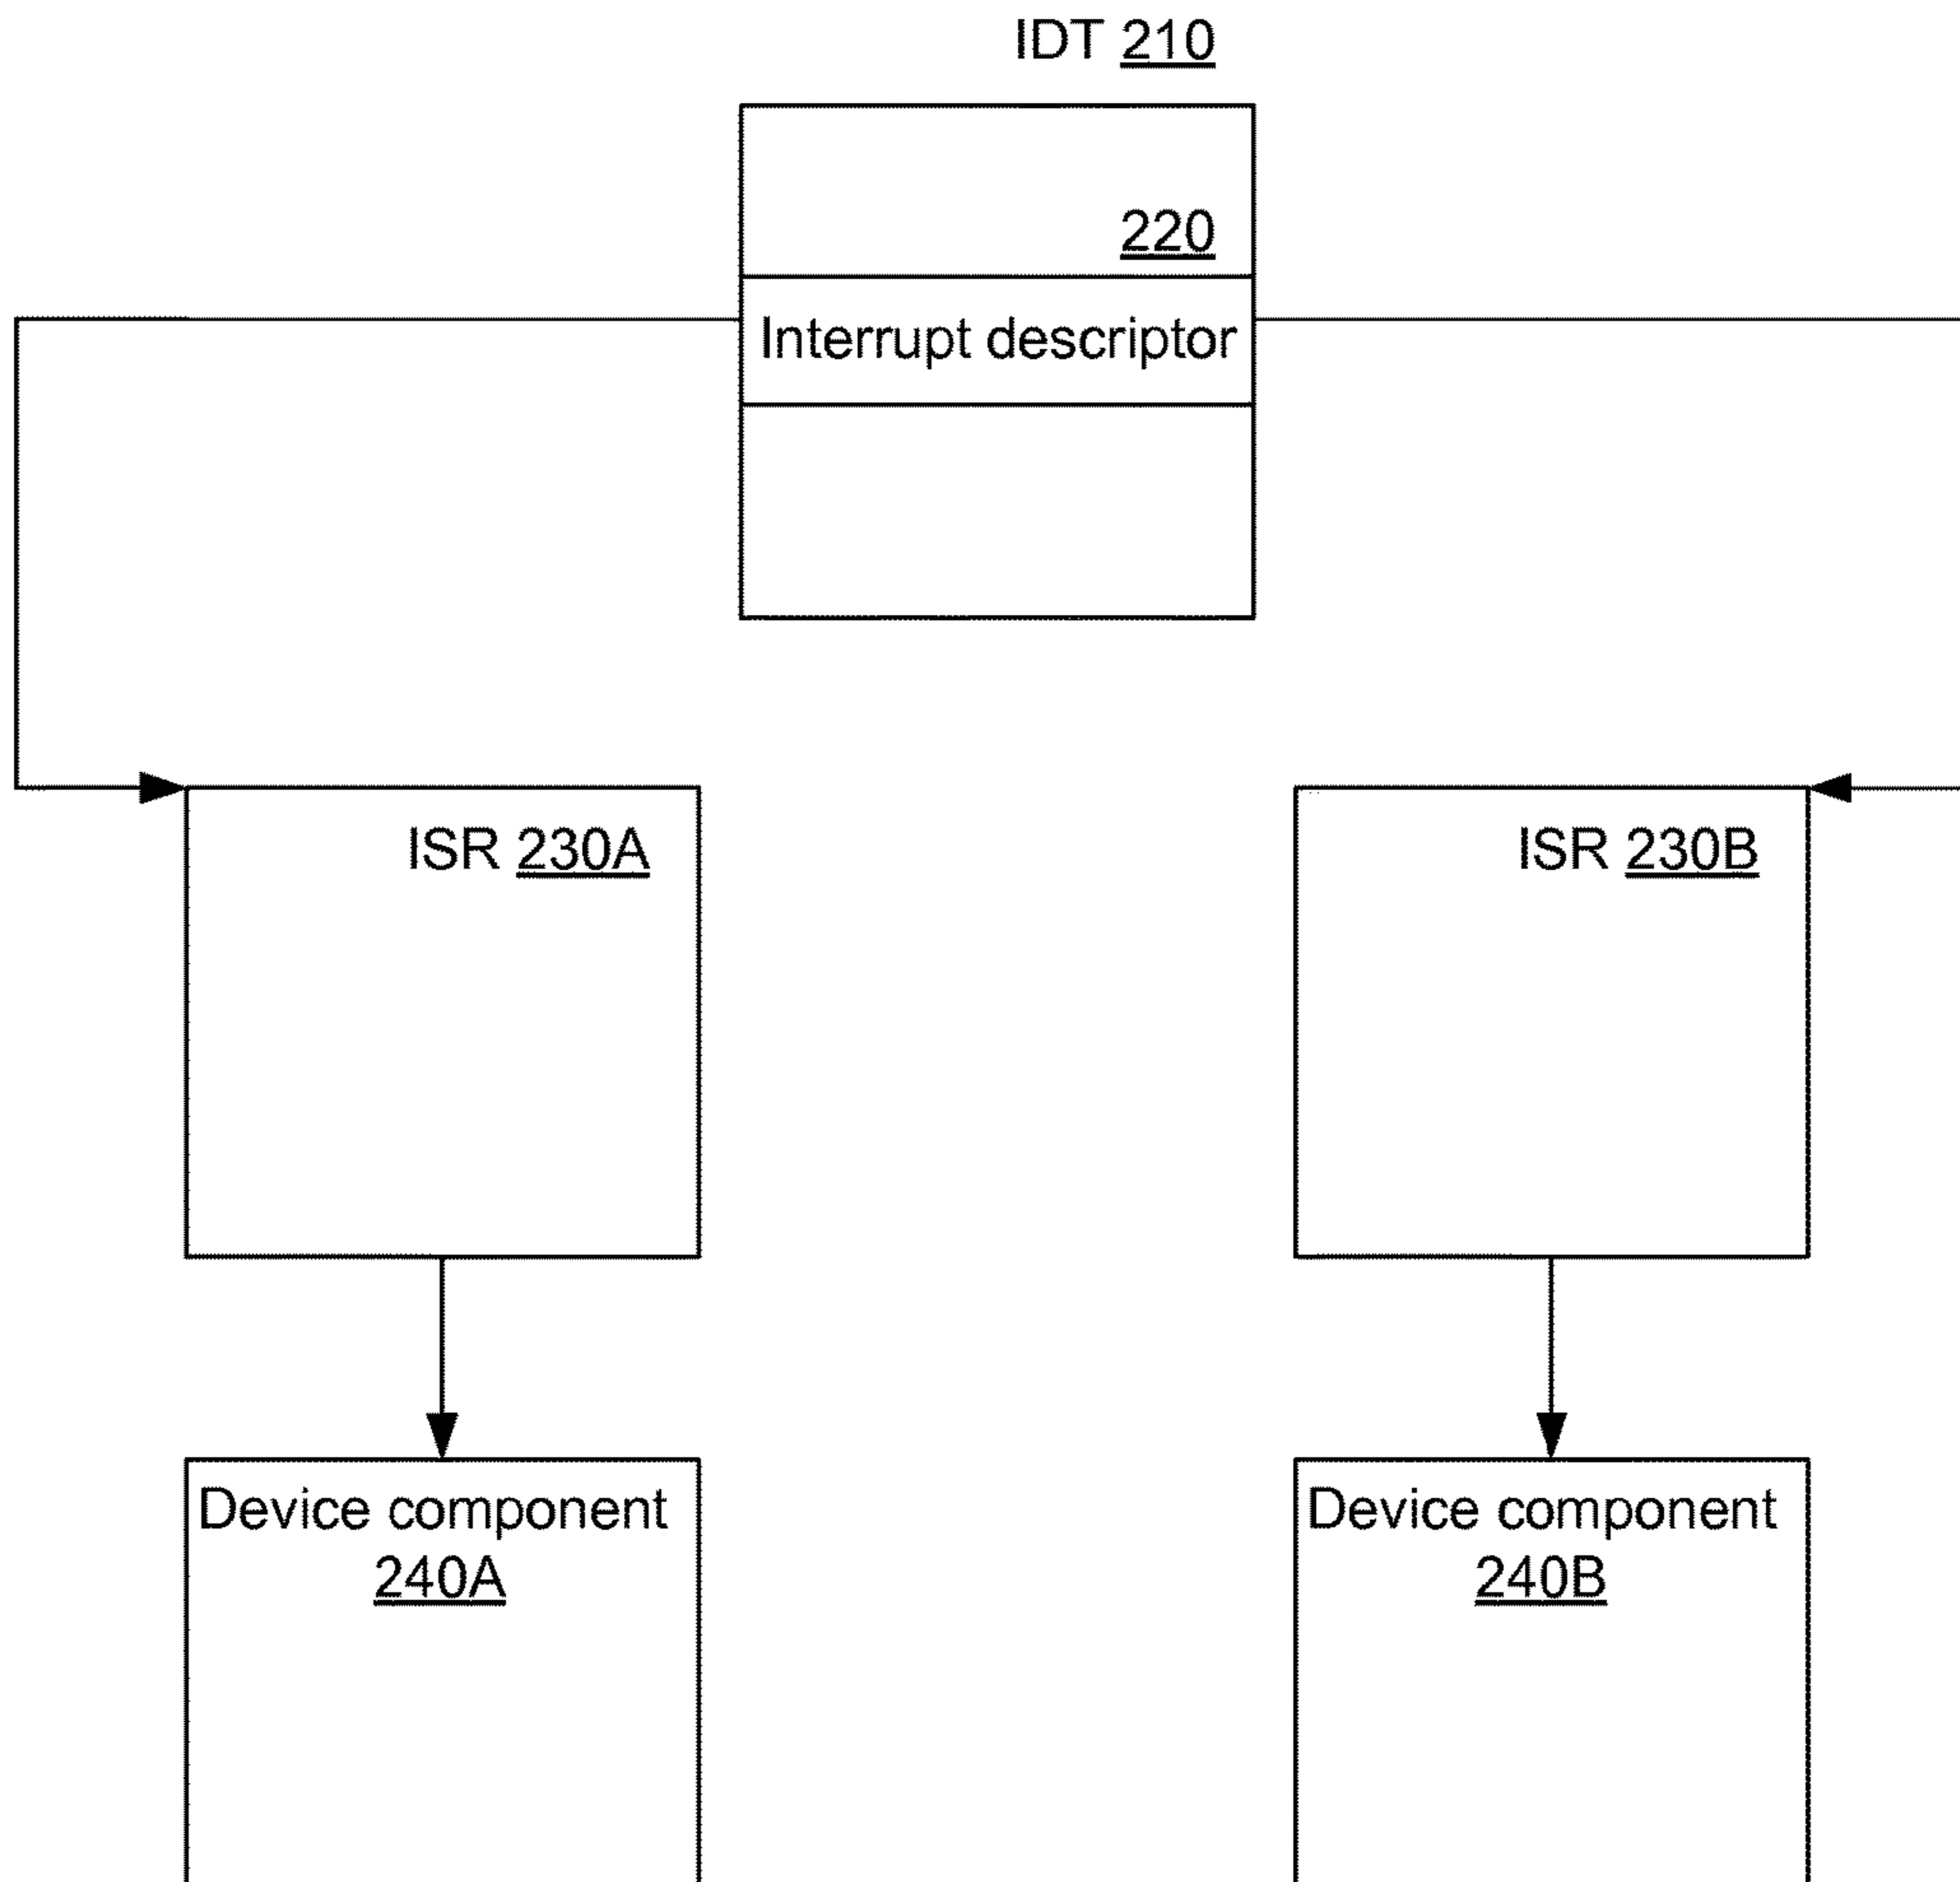 IDT 210
220
Interrupt descriptor
ISR 230A
ISR 230B
Device component
240A
Device component
240B